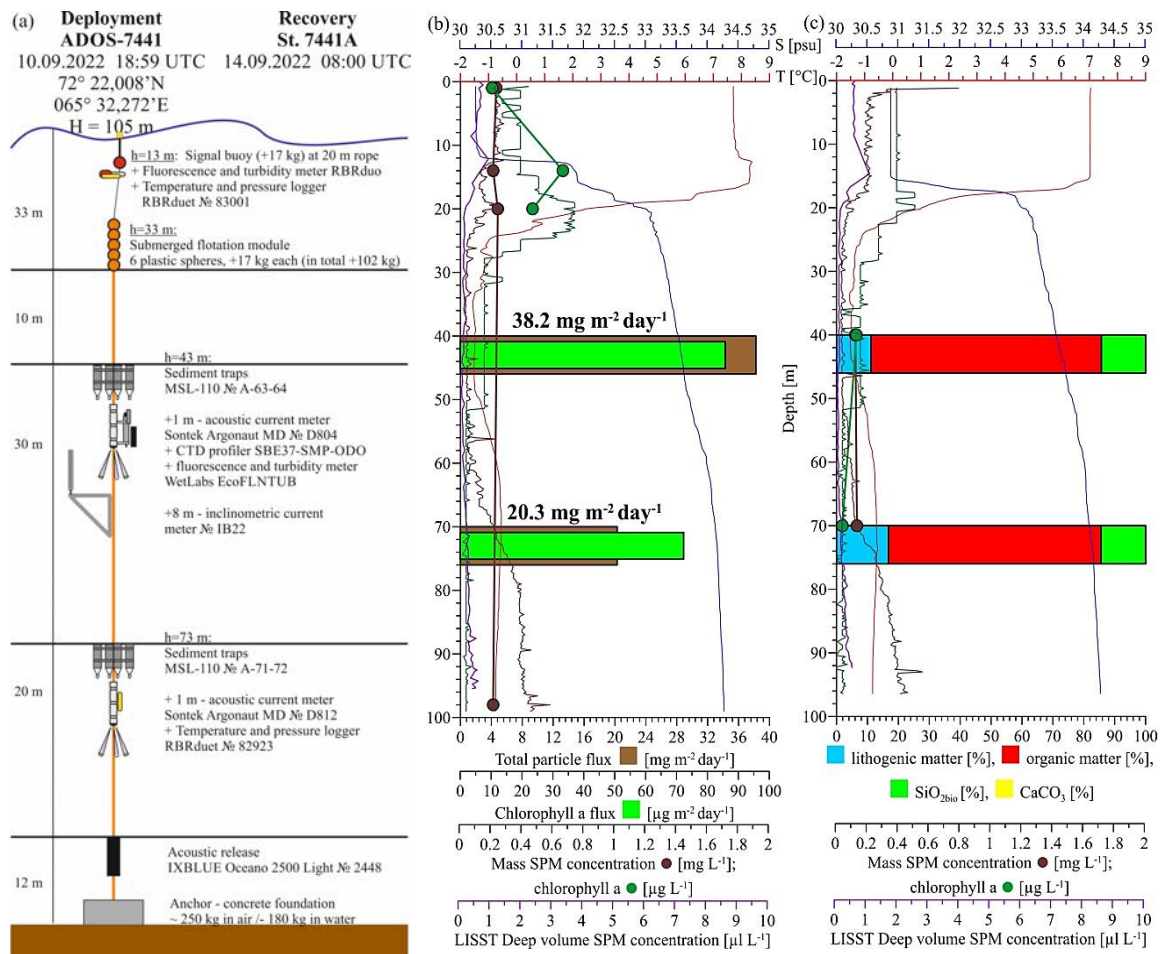 (a)
Deployment
ADOS-7441
10.09.2022 18:59 UTC
72° 22,008'N
065° 32,272'E
H = 105 m
Recovery
St. 7441A
14.09.2022 08:00 UTC
h=13 m: Signal buoy (+17 kg) at 20 m rope
+ Fluorescence and turbidity meter RBRduo
+ Temperature and pressure logger
RBRduet № 83001
33 m
h=33 m:
Submerged flotation module
6 plastic spheres, +17 kg each (in total +102 kg)
10 m
h=43 m:
Sediment traps
MSL-110 № A-63-64
30 m
+1 m - acoustic current meter
Sontek Argonaut MD № D804
+ CTD profiler SBE37-SMP-ODO
+ fluorescence and turbidity meter
WetLabs EcoFLNTUB
+8 m - inclinometric current
meter № IB22
h=73 m:
Sediment traps
MSL-110 № A-71-72
20 m
+ 1 m - acoustic current meter
Sontek Argonaut MD № D812
+ Temperature and pressure logger
RBRduet № 82923
Acoustic release
IXBLUE Oceano 2500 Light № 2448
12 m
Anchor - concrete foundation
~ 250 kg in air /- 180 kg in water
(b)
30 30.5 31 31.5 32 32.5 33 33.5 34 34.5 35
S [psu]
T [°C]
-2 -1 0 1 2 3 4 5 6 7 8
0
10
20
30
40
50
60
70
80
90
100
38.2 mg m⁻² day⁻¹
20.3 mg m⁻² day⁻¹
0 4 8 12 16 20 24 28 32 36 40
Total particle flux [mg m⁻² day⁻¹]
0 10 20 30 40 50 60 70 80 90 100
Chlorophyll a flux [µg m⁻² day⁻¹]
0 0.2 0.4 0.6 0.8 1 1.2 1.4 1.6 1.8 2
Mass SPM concentration [mg L⁻¹];
chlorophyll a [µg L⁻¹]
0 1 2 3 4 5 6 7 8 9 10
LISST Deep volume SPM concentration [µl L⁻¹]
(c)
30 30.5 31 31.5 32 32.5 33 33.5 34 34.5 35
S [psu]
T [°C]
-2 -1 0 1 2 3 4 5 6 7 8
Depth [m]
0
10
20
30
40
50
60
70
80
90
100
0 10 20 30 40 50 60 70 80 90 100
lithogenic matter [%], organic matter [%],
SiO₂bio [%], CaCO₃ [%]
0 0.2 0.4 0.6 0.8 1 1.2 1.4 1.6 1.8 2
Mass SPM concentration [mg L⁻¹];
chlorophyll a [µg L⁻¹]
0 1 2 3 4 5 6 7 8 9 10
LISST Deep volume SPM concentration [µl L⁻¹]